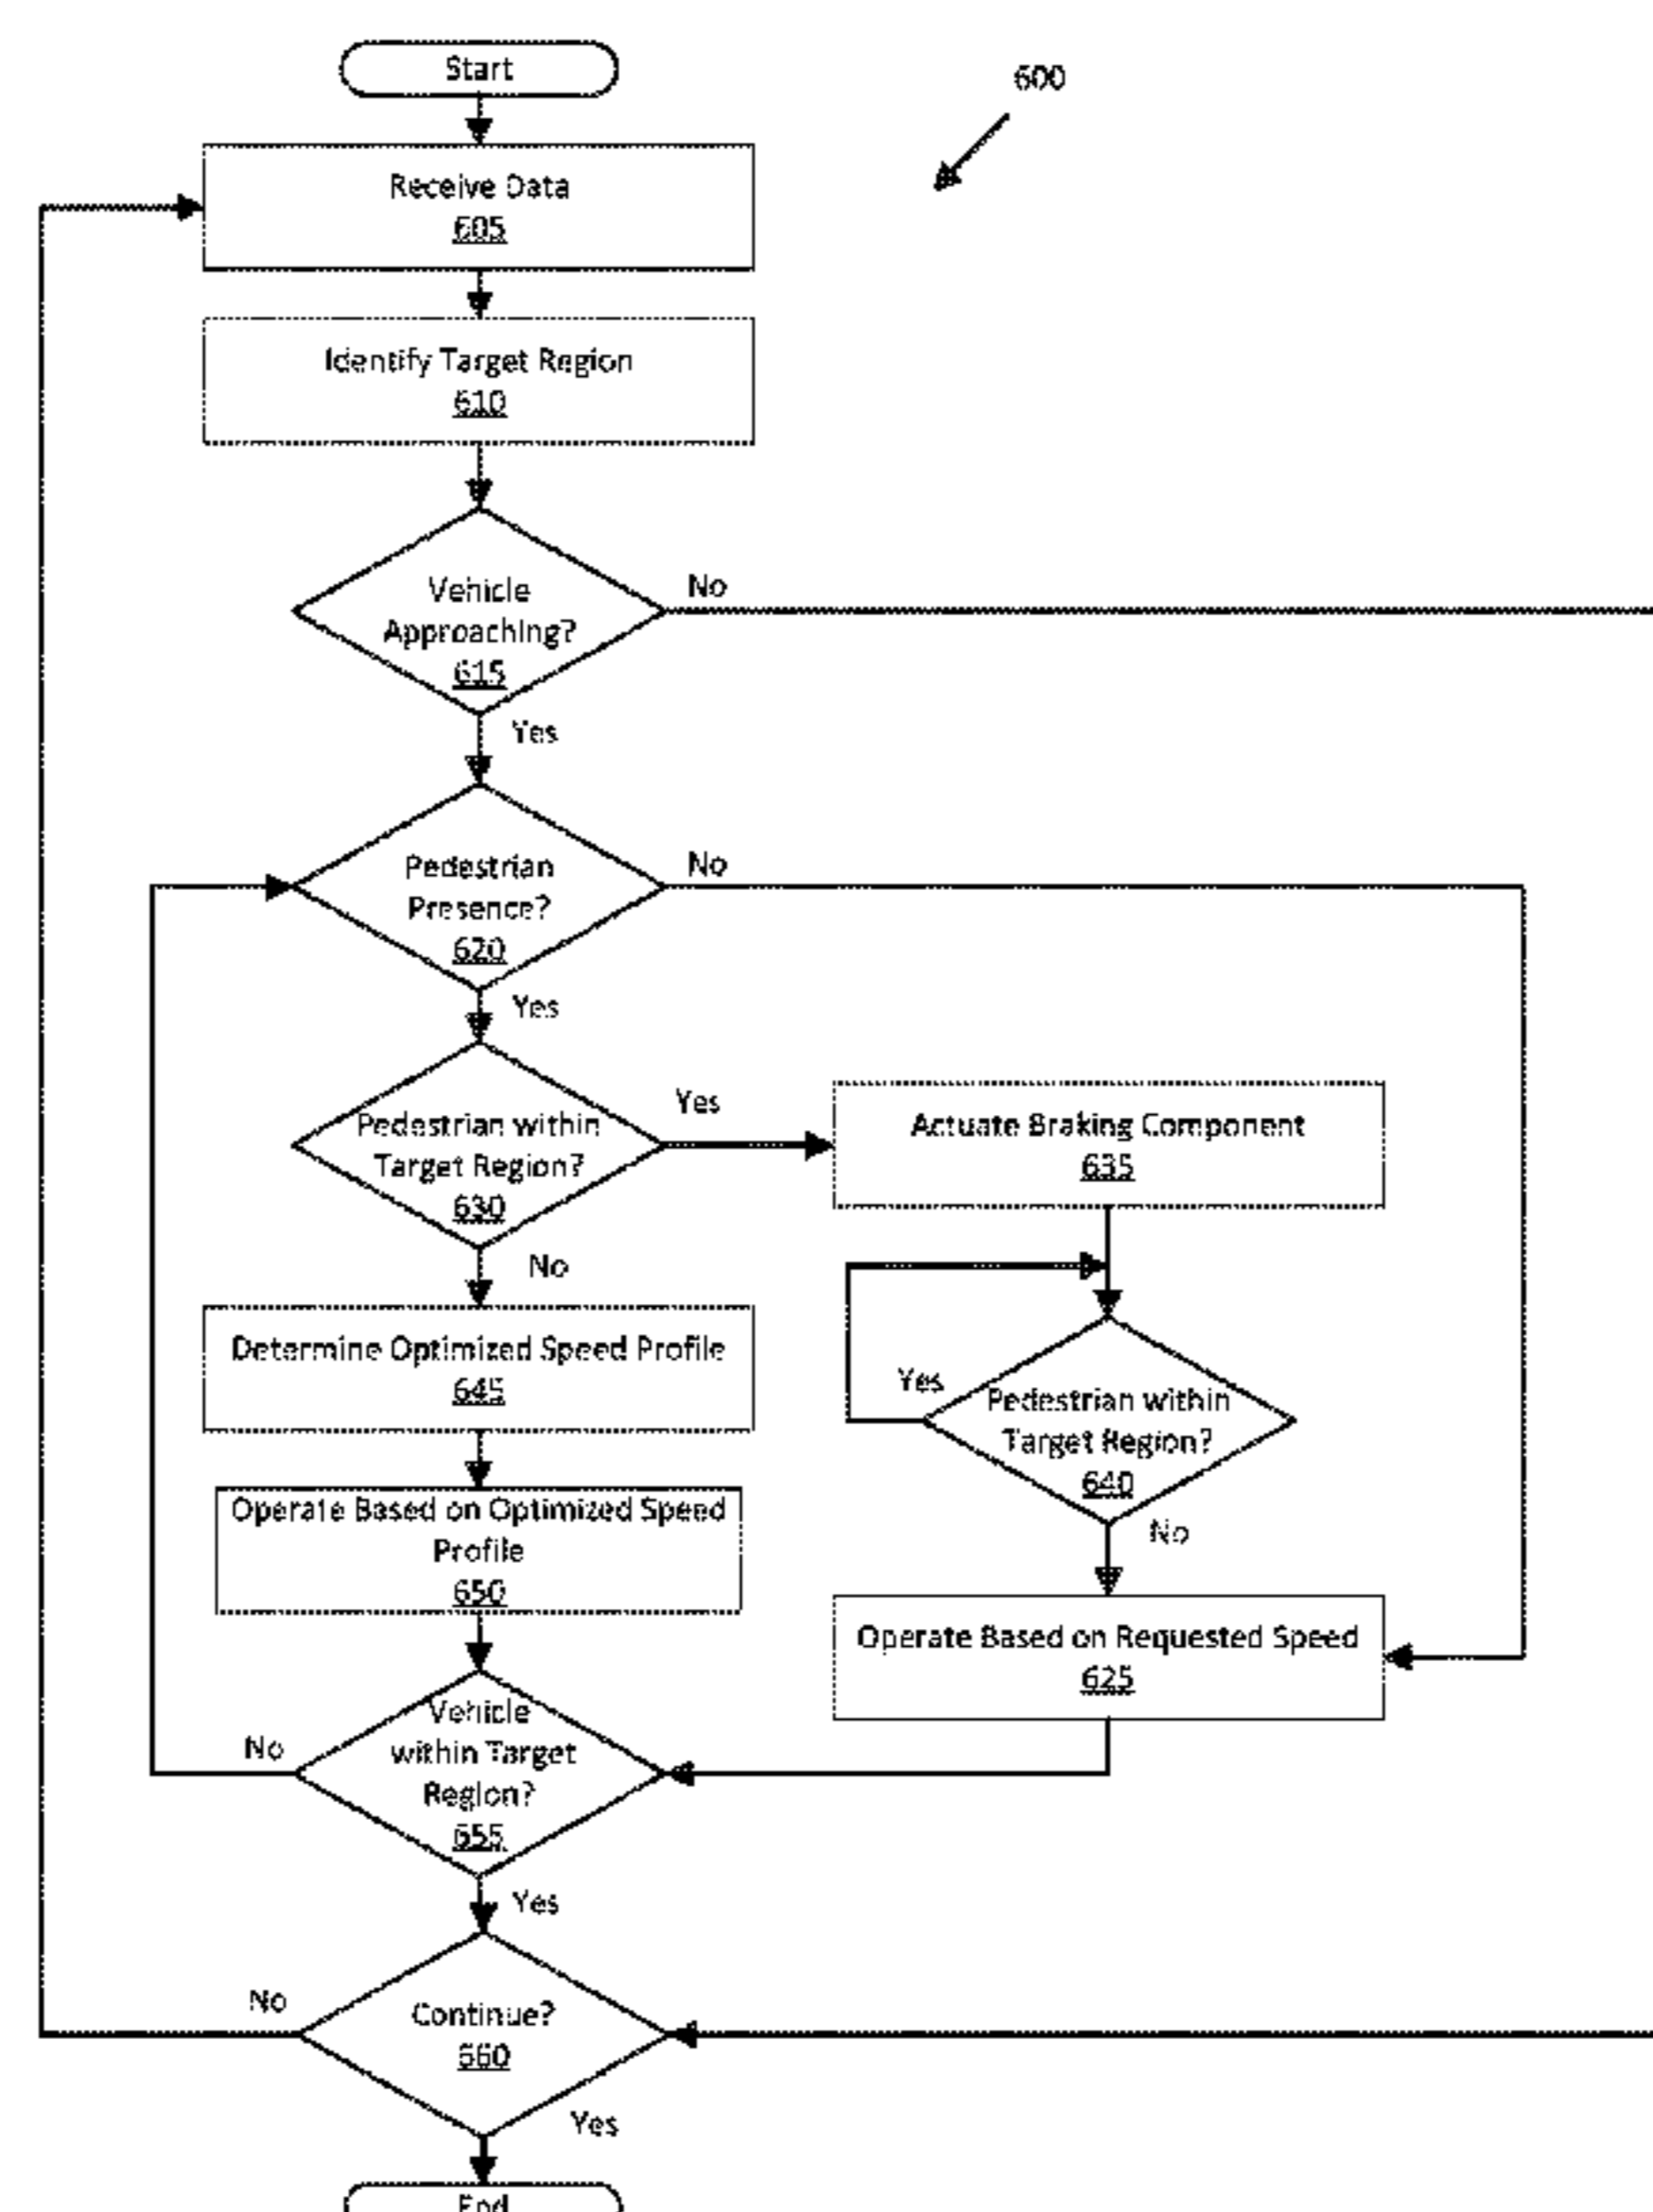 Start
600
Receive Data
605
Identify Target Region
610
Vehicle
Approaching?
615
No
Yes
Pedestrian
Presence?
620
No
Yes
Pedestrian within
Target Region?
630
Yes
Actuate Braking Component
635
No
Determine Optimized Speed Profile
645
Yes
Pedestrian within
Target Region?
640
No
Operate Based on Optimized Speed
Profile
650
Operate Based on Requested Speed
625
Vehicle
within Target
Region?
655
No
Yes
Continue?
660
No
Yes
End